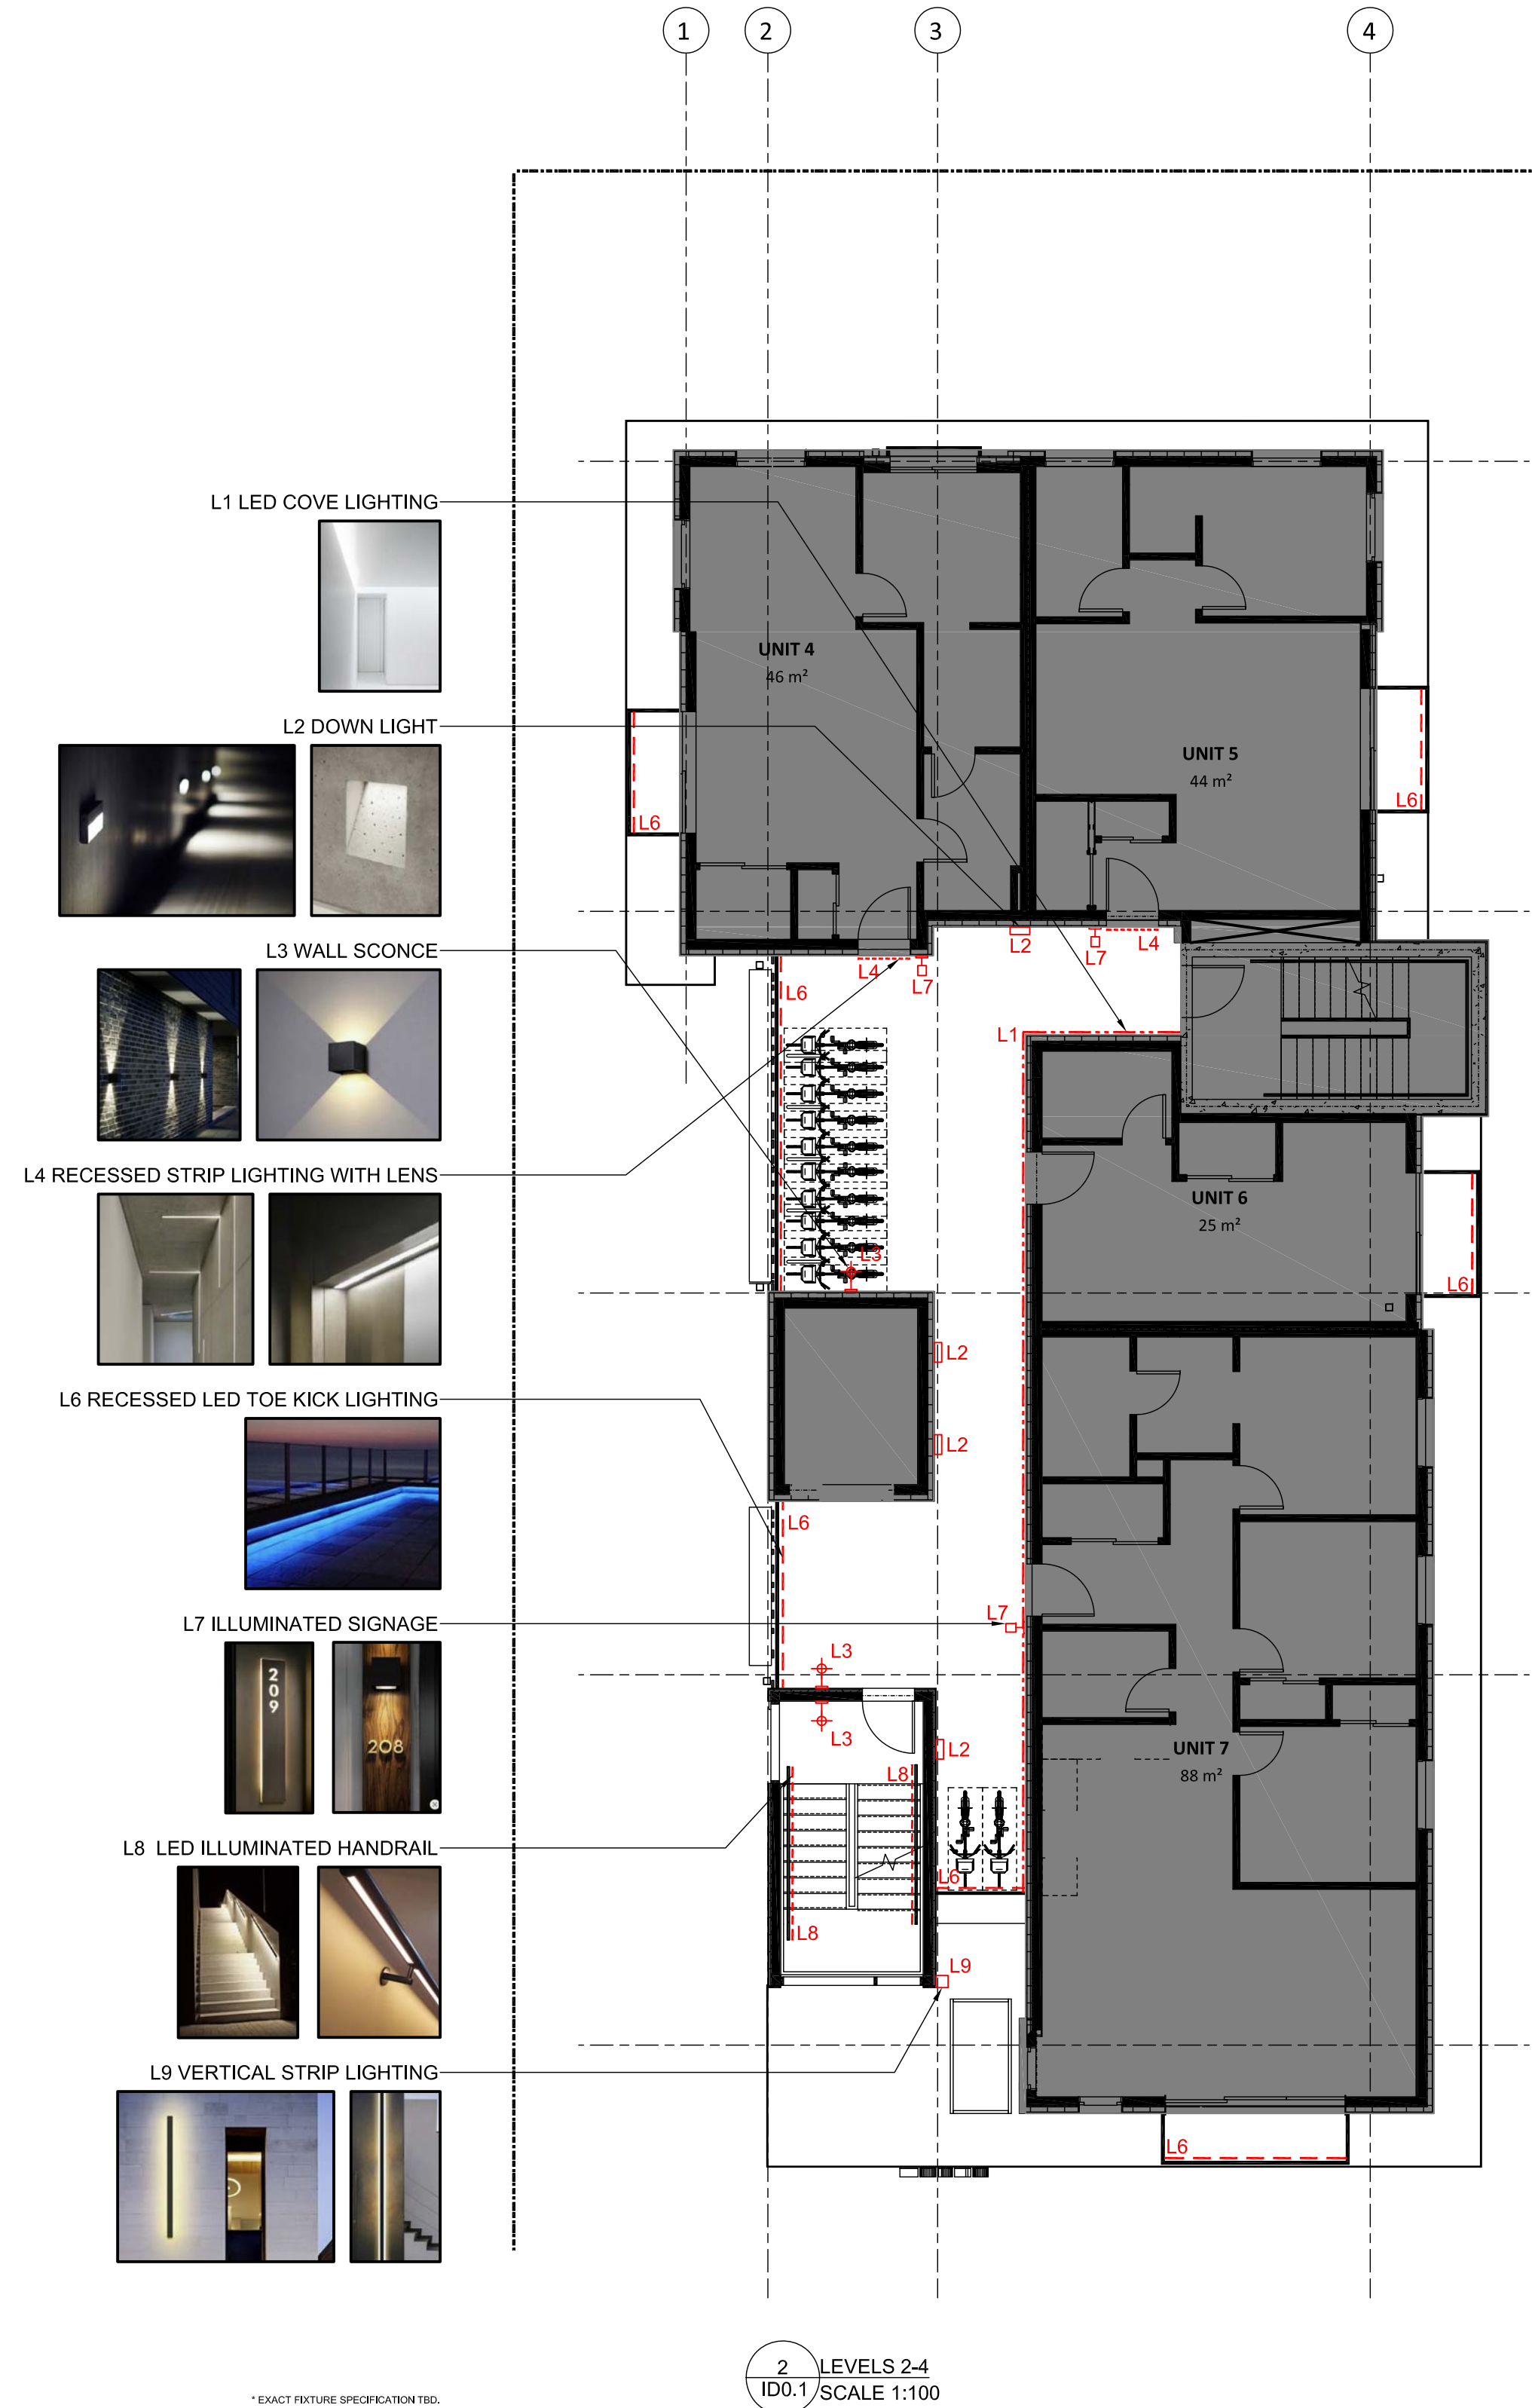 1
2
3
4
L1 LED COVE LIGHTING
UNIT 4
46 m²
L2 DOWN LIGHT
UNIT 5
44 m²
L6
L6
L3 WALL SCONCE
L2
L7
L4
L4
L7
L6
L1
L4 RECESSED STRIP LIGHTING WITH LENS
UNIT 6
25 m²
L3
L6
L2
L6 RECESSED LED TOE KICK LIGHTING
L2
L6
L7 ILLUMINATED SIGNAGE
L7
209
208
L3
L3
L2
UNIT 7
88 m²
L8
L8 LED ILLUMINATED HANDRAIL
L6
L8
L9
L9 VERTICAL STRIP LIGHTING
L6
2
ID0.1
LEVELS 2-4
SCALE 1:100
* EXACT FIXTURE SPECIFICATION TBD.